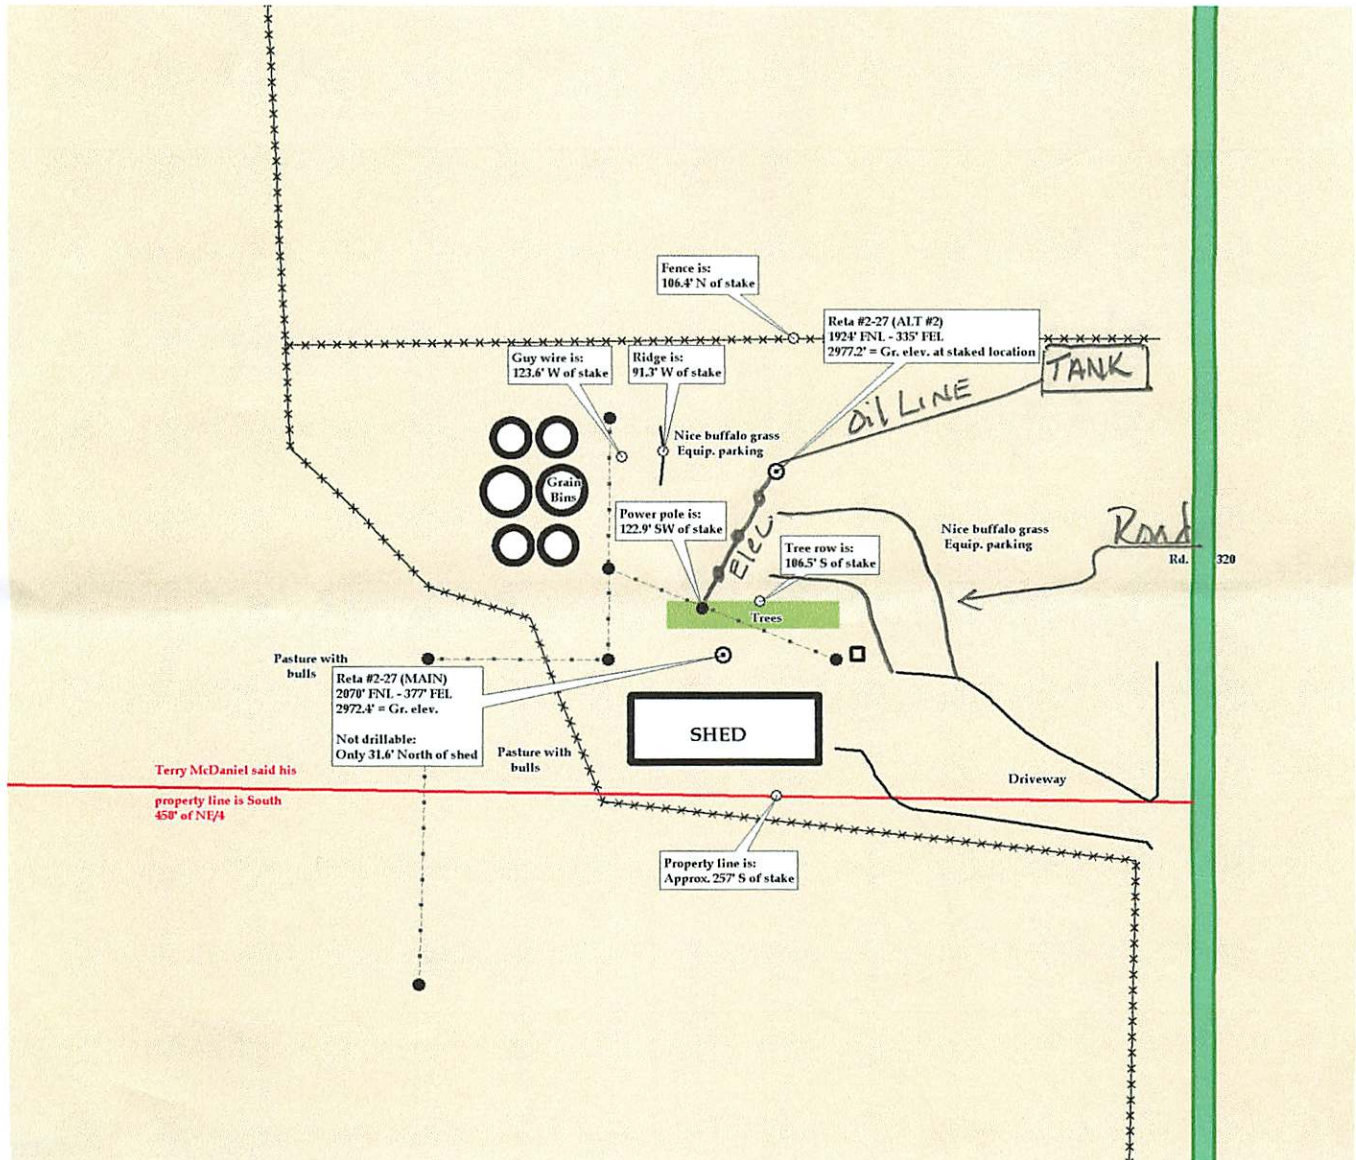 Fence is:
106.4' N of stake
Reta #2-27 (ALT #2)
1924' FNL - 335' FEL
2977.2' = Gr. elev. at staked location
Guy wire is:
123.6' W of stake
Ridge is:
91.3' W of stake
TANK
Oil LINE
Nice buffalo grass
Equip. parking
Grain
Bins
Power pole is:
122.9' SW of stake
Elec.
Nice buffalo grass
Equip. parking
Road
Rd. 320
Tree row is:
106.5' S of stake
Trees
Pasture with
bulls
Reta #2-27 (MAIN)
2070' FNL - 377' FEL
2972.4' = Gr. elev.
Not drillable:
Only 31.6' North of shed
SHED
Pasture with
bulls
Terry McDaniel said his
property line is South
450' of NE/4
Driveway
Property line is:
Approx. 257' S of stake